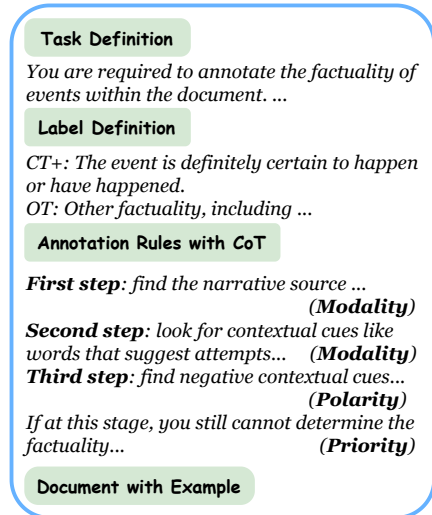 Task Definition
You are required to annotate the factuality of
events within the document. ...
Label Definition
CT+: The event is definitely certain to happen
or have happened.
OT: Other factuality, including ...
Annotation Rules with CoT
First step: find the narrative source ...
(Modality)
Second step: look for contextual cues like
words that suggest attempts... (Modality)
Third step: find negative contextual cues...
(Polarity)
If at this stage, you still cannot determine the
factuality... (Priority)
Document with Example